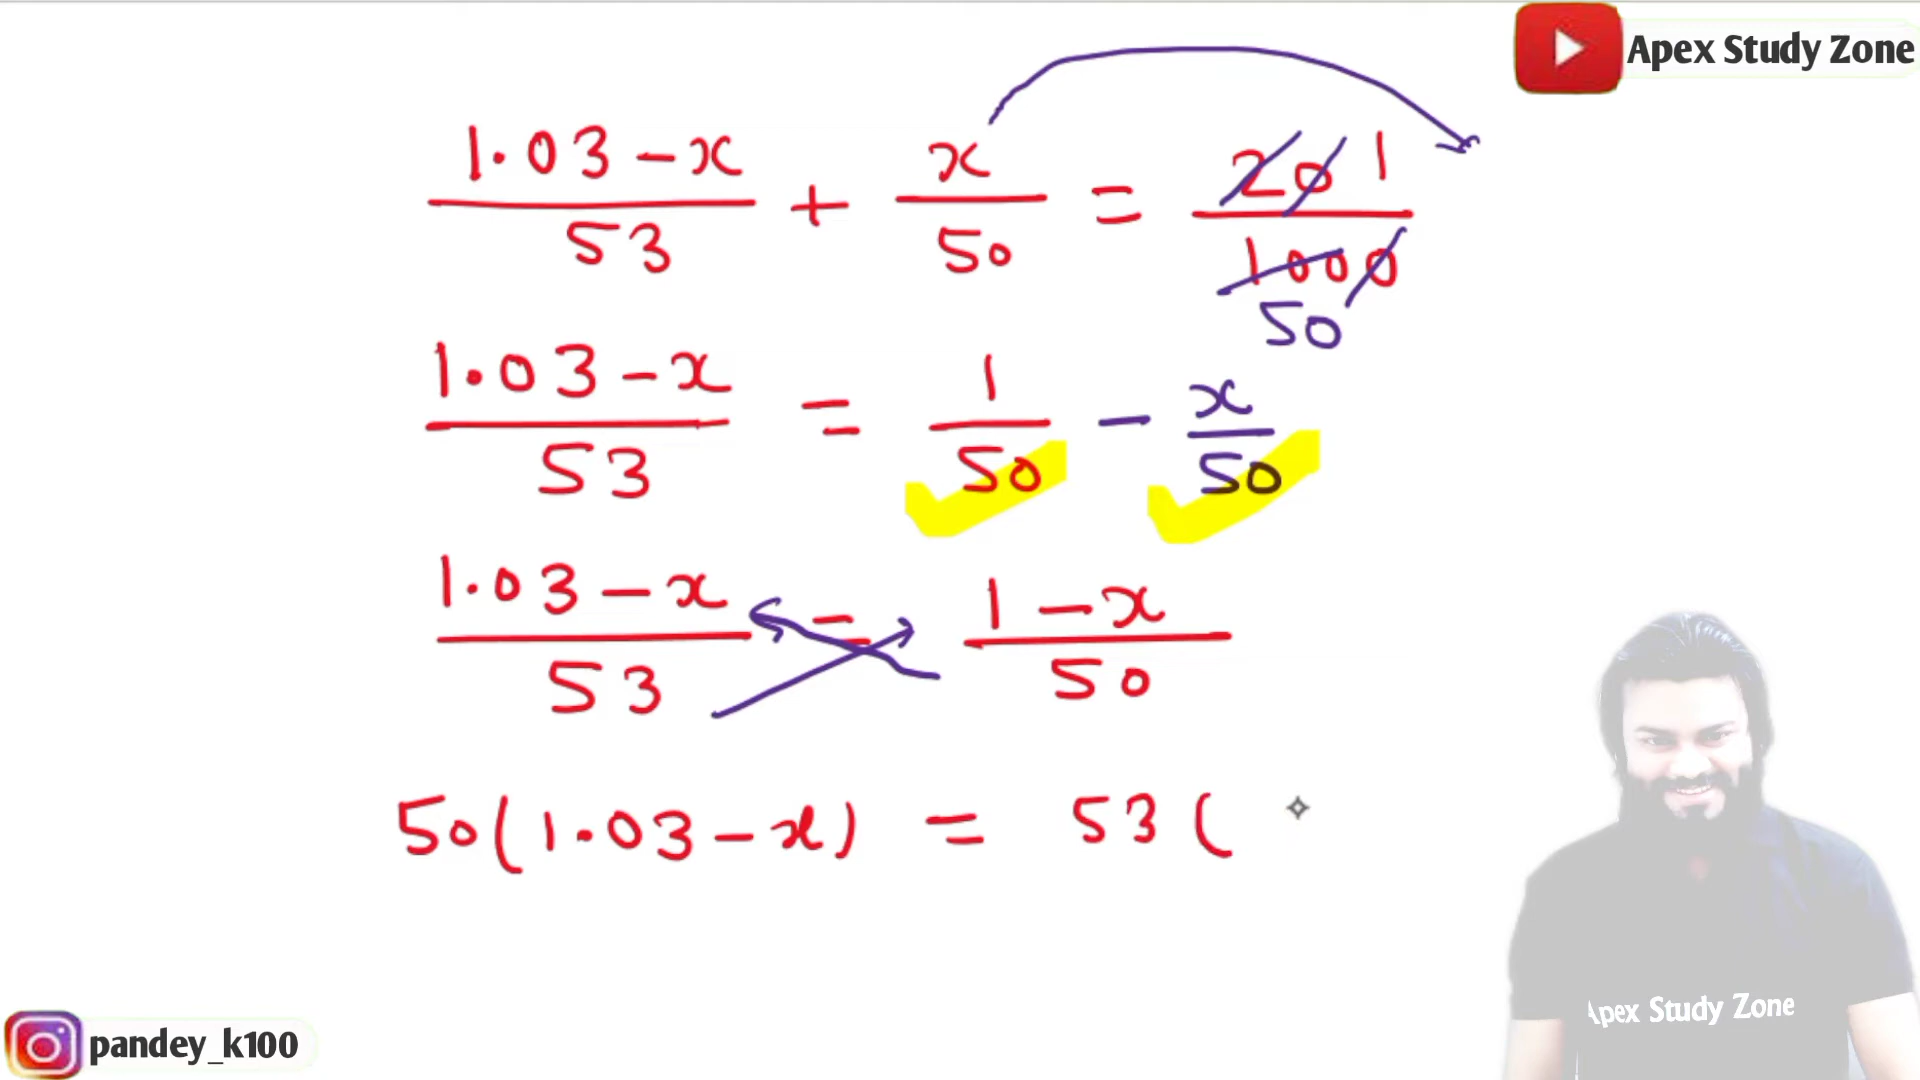 Apex Study Zone
1.03 - x / 53 + x / 50 = 20 1 / 1000 50
1.03 - x / 53 = 1 / 50 - x / 50
1.03 - x / 53 = 1 - x / 50
50(1.03 - x) = 53 (
Apex Study Zone
pandey_k100